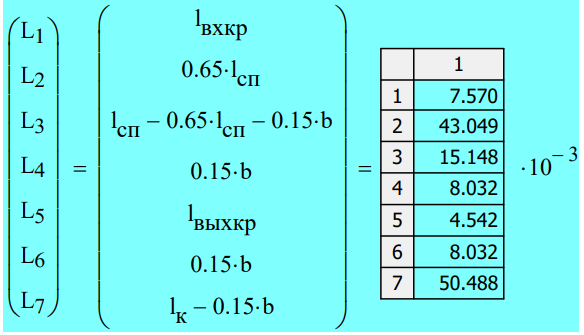 L1 lвхкр
L2 0.65·lсп 1
L3 lсп − 0.65·lсп − 0.15·b 1 7.570
L4 = 0.15·b = 2 43.049 ·10−3
L5 lвыхкр 3 15.148
L6 0.15·b 4 8.032
L7 lк − 0.15·b 5 4.542
6 8.032
7 50.488